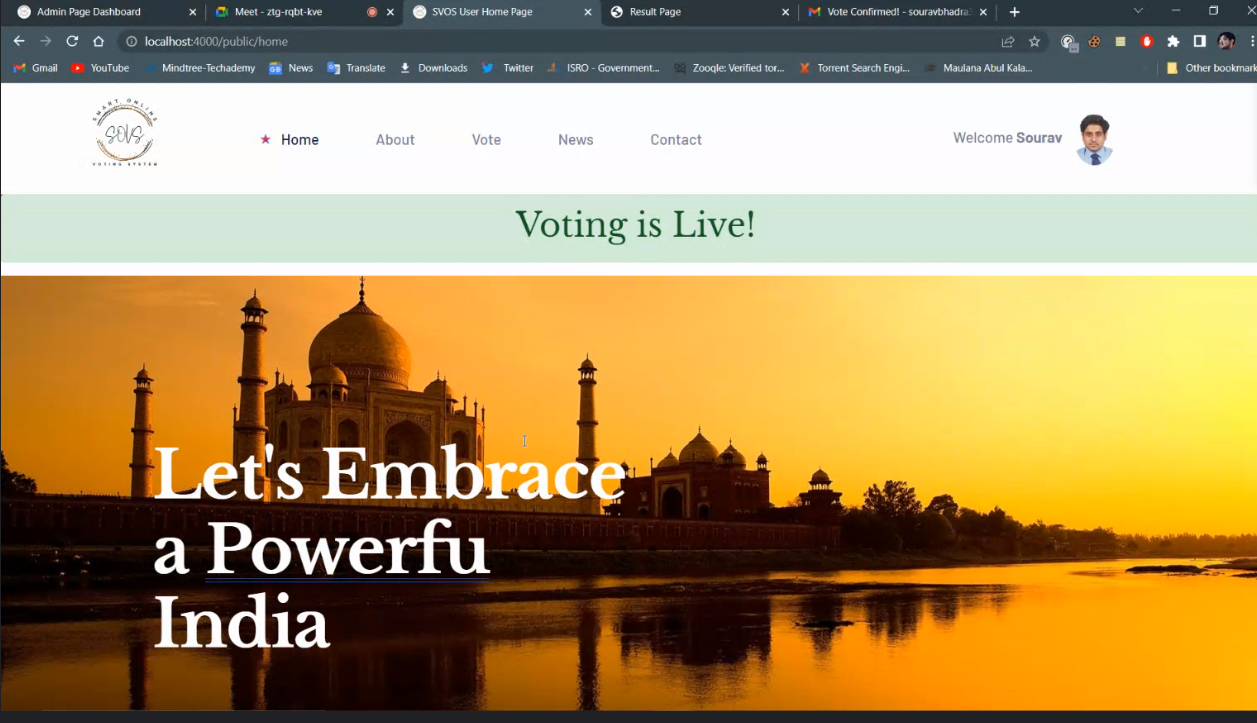 Admin Page Dashboard
Meet - ztg-rqbt-kve
SVOS User Home Page
Result Page
Vote Confirmed! - souravbhadra
localhost:4000/public/home
Gmail
YouTube
Mindtree-Techademy
News
Translate
Downloads
Twitter
ISRO - Government...
Zooqle: Verified tor...
Torrent Search Engi...
Maulana Abul Kala...
Other bookmark
SMART ONLINE
SOVS
VOTING SYSTEM
Home
About
Vote
News
Contact
Welcome Sourav
Voting is Live!
Let's Embrace
a Powerfu
India